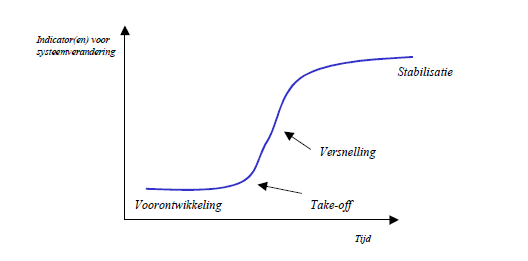 Indicator(en) voor
systeemverandering
Stabilisatie
Versnelling
Voorontwikkeling
Take-off
Tijd